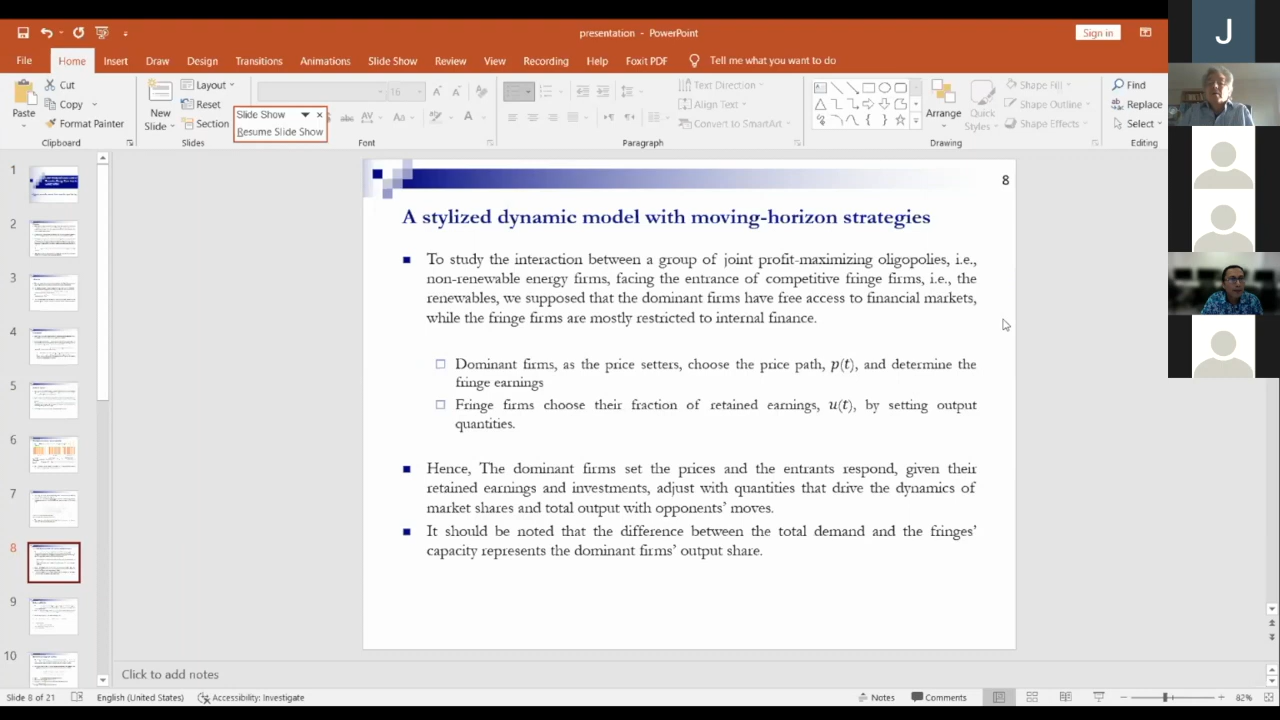 presentation - PowerPoint
Sign in
File Home Insert Draw Design Transitions Animations Slide Show Review View Recording Help Foxit PDF Tell me what you want to do
Paste
Cut
Copy
Format Painter
Clipboard
New
Slide
Layout
Reset
Section
Slides
Slide Show
Resume Slide Show
16
Font
Text Direction
Align Text
Convert to SmartArt
Paragraph
Arrange
Quick
Styles
Shape Fill
Shape Outline
Shape Effects
Drawing
Find
Replace
Select
Editing
J
1
2
3
4
5
6
7
8
9
10
8
A stylized dynamic model with moving-horizon strategies
To study the interaction between a group of joint profit-maximizing oligopolies, i.e.,
non-renewable energy firms, facing the entrance of competitive fringe firms, i.e., the
renewables, we supposed that the dominant firms have free access to financial markets,
while the fringe firms are mostly restricted to internal finance.
Dominant firms, as the price setters, choose the price path, p(t), and determine the
fringe earnings
Fringe firms choose their fraction of retained earnings, u(t), by setting output
quantities.
Hence, The dominant firms set the prices and the entrants respond, given their
retained earnings and investments, adjust with quantities that drive the dynamics of
market shares and total output with opponents' moves.
It should be noted that the difference between the total demand and the fringes'
capacity represents the dominant firms' output share.
Click to add notes
Slide 8 of 21 English (United States) Accessibility: Investigate Notes Comments 82%